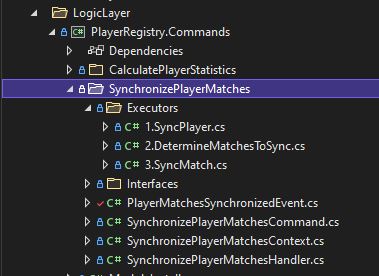 LogicLayer
C# PlayerRegistry.Commands
Dependencies
CalculatePlayerStatistics
SynchronizePlayerMatches
Executors
C# 1.SyncPlayer.cs
C# 2.DetermineMatchesToSync.cs
C# 3.SyncMatch.cs
Interfaces
C# PlayerMatchesSynchronizedEvent.cs
C# SynchronizePlayerMatchesCommand.cs
C# SynchronizePlayerMatchesContext.cs
C# SynchronizePlayerMatchesHandler.cs